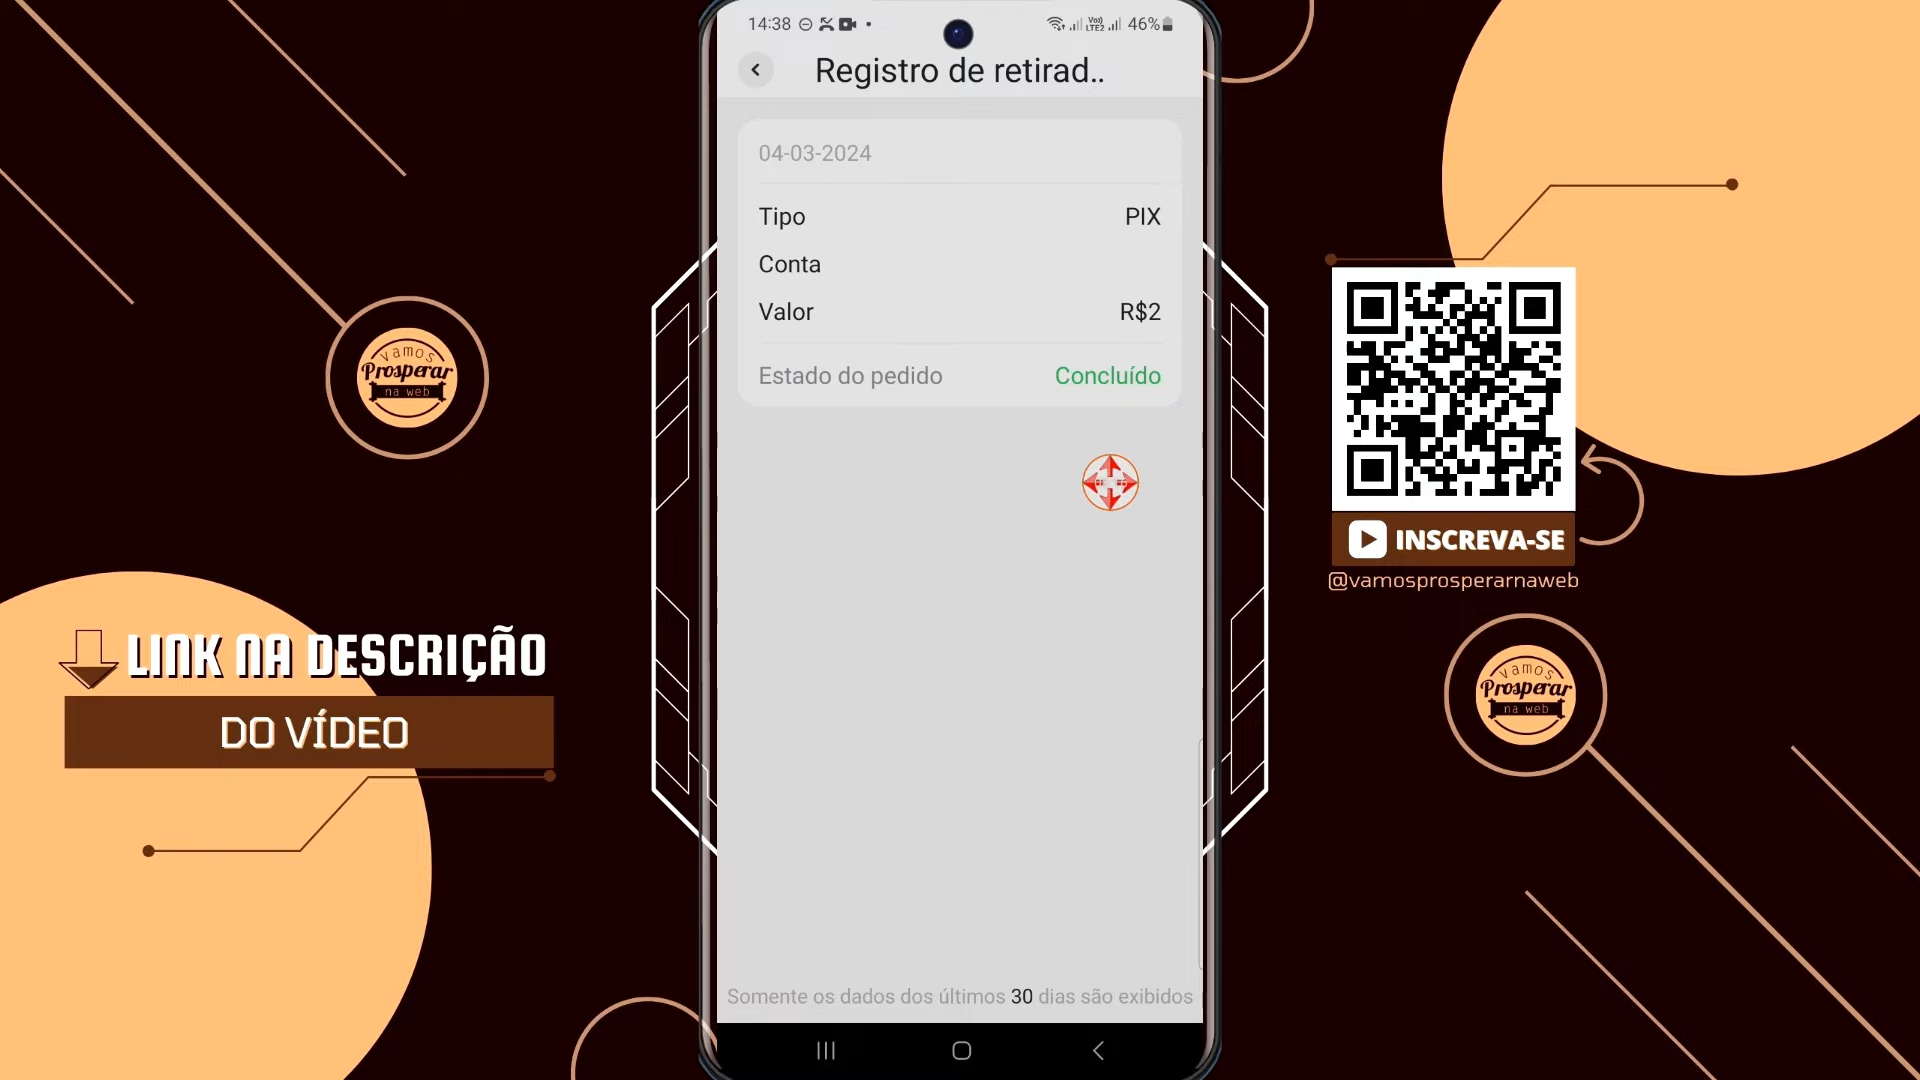 14:38
Voj)
LTE2
46%
Registro de retirad..
04-03-2024
Tipo PIX
Conta
Valor R$2
Estado do pedido Concluído
Somente os dados dos últimos 30 dias são exibidos
vamos
Prosperar
na web
LINK NA DESCRIÇÃO
DO VÍDEO
INSCREVA-SE
@vamosprosperarnaweb
vamos
Prosperar
na web